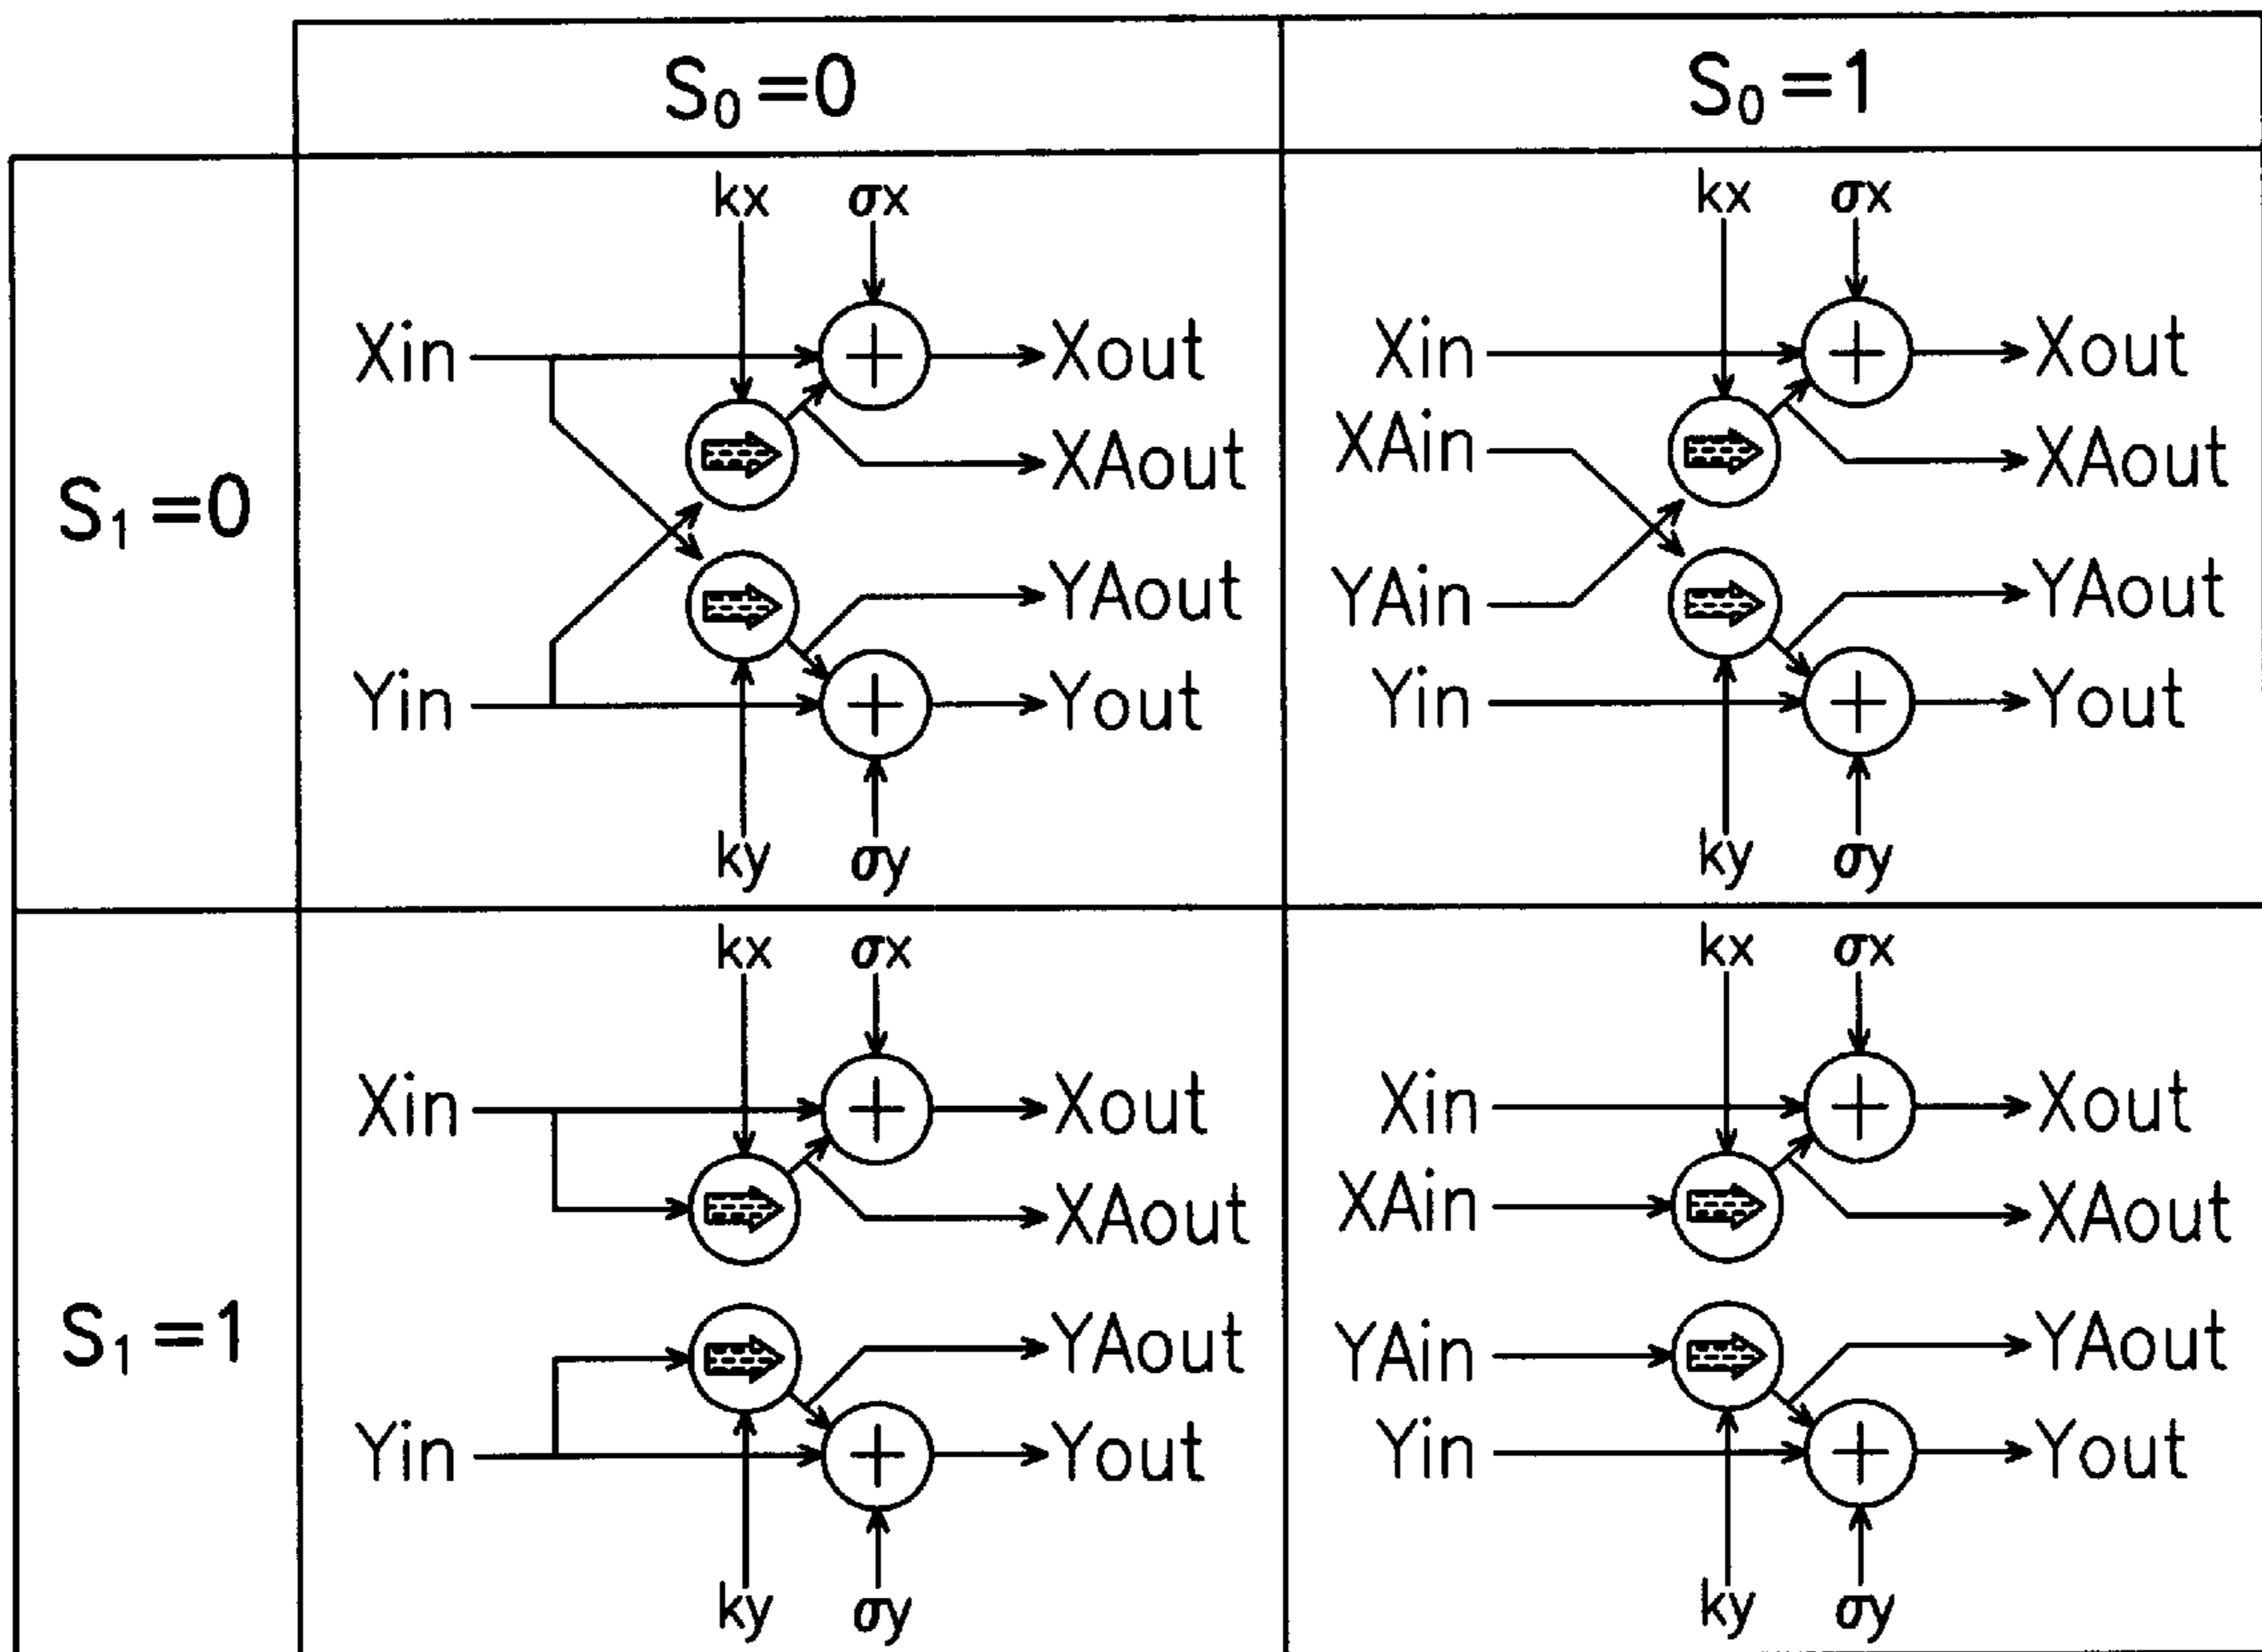 S₀=0
S₀=1
S₁=0
kx σx
Xin
Xout
XAout
YAout
Yin
Yout
ky σy
kx σx
Xin
Xout
XAin
XAout
YAin
YAout
Yin
Yout
ky σy
S₁=1
kx σx
Xin
Xout
XAout
YAout
Yin
Yout
ky σy
kx σx
Xin
Xout
XAin
XAout
YAin
YAout
Yin
Yout
ky σy